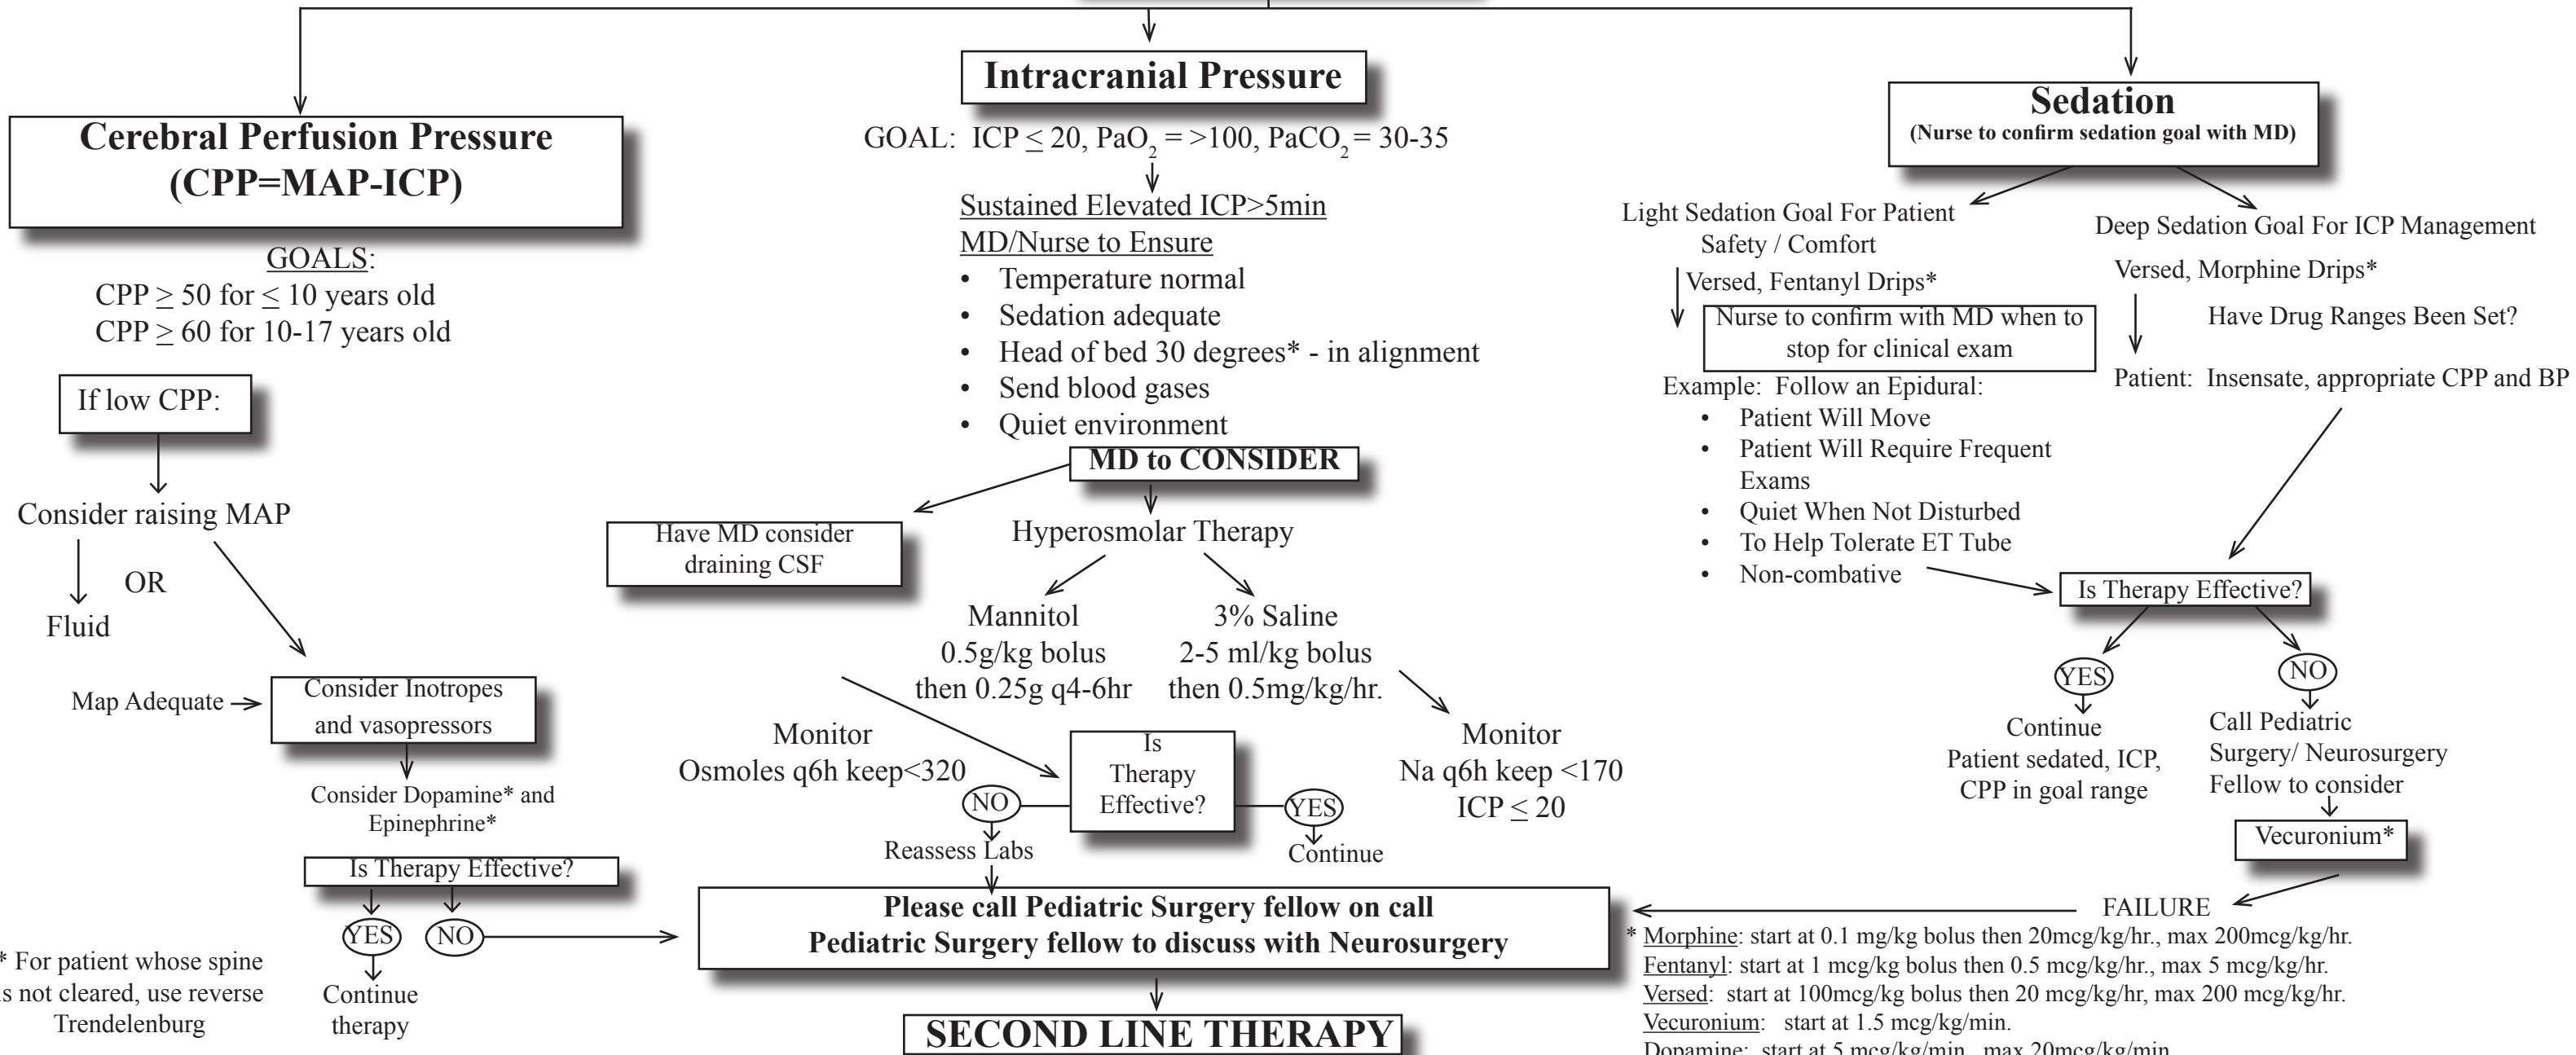 Cerebral Perfusion Pressure
(CPP=MAP-ICP)
GOALS:
CPP ≥ 50 for ≤ 10 years old
CPP ≥ 60 for 10-17 years old
If low CPP:
Consider raising MAP
OR
Fluid
Map Adequate
Consider Inotropes
and vasopressors
Consider Dopamine* and
Epinephrine*
Is Therapy Effective?
YES
NO
Continue
therapy
* For patient whose spine
is not cleared, use reverse
Trendelenburg
Intracranial Pressure
GOAL: ICP ≤ 20, PaO2 = >100, PaCO2 = 30-35
Sustained Elevated ICP>5min
MD/Nurse to Ensure
• Temperature normal
• Sedation adequate
• Head of bed 30 degrees* - in alignment
• Send blood gases
• Quiet environment
MD to CONSIDER
Have MD consider
draining CSF
Hyperosmolar Therapy
Mannitol
0.5g/kg bolus
then 0.25g q4-6hr
3% Saline
2-5 ml/kg bolus
then 0.5mg/kg/hr.
Monitor
Osmoles q6h keep<320
Is
Therapy
Effective?
Monitor
Na q6h keep <170
ICP ≤ 20
NO
YES
Reassess Labs
Continue
Please call Pediatric Surgery fellow on call
Pediatric Surgery fellow to discuss with Neurosurgery
SECOND LINE THERAPY
Sedation
(Nurse to confirm sedation goal with MD)
Light Sedation Goal For Patient
Safety / Comfort
Versed, Fentanyl Drips*
Nurse to confirm with MD when to
stop for clinical exam
Example: Follow an Epidural:
• Patient Will Move
• Patient Will Require Frequent
Exams
• Quiet When Not Disturbed
• To Help Tolerate ET Tube
• Non-combative
Deep Sedation Goal For ICP Management
Versed, Morphine Drips*
Have Drug Ranges Been Set?
Patient: Insensate, appropriate CPP and BP
Is Therapy Effective?
YES
NO
Continue
Patient sedated, ICP,
CPP in goal range
Call Pediatric
Surgery/ Neurosurgery
Fellow to consider
Vecuronium*
FAILURE
* Morphine: start at 0.1 mg/kg bolus then 20mcg/kg/hr., max 200mcg/kg/hr.
Fentanyl: start at 1 mcg/kg bolus then 0.5 mcg/kg/hr., max 5 mcg/kg/hr.
Versed: start at 100mcg/kg bolus then 20 mcg/kg/hr, max 200 mcg/kg/hr.
Vecuronium: start at 1.5 mcg/kg/min.
Dopamine: start at 5 mcg/kg/min., max 20mcg/kg/min